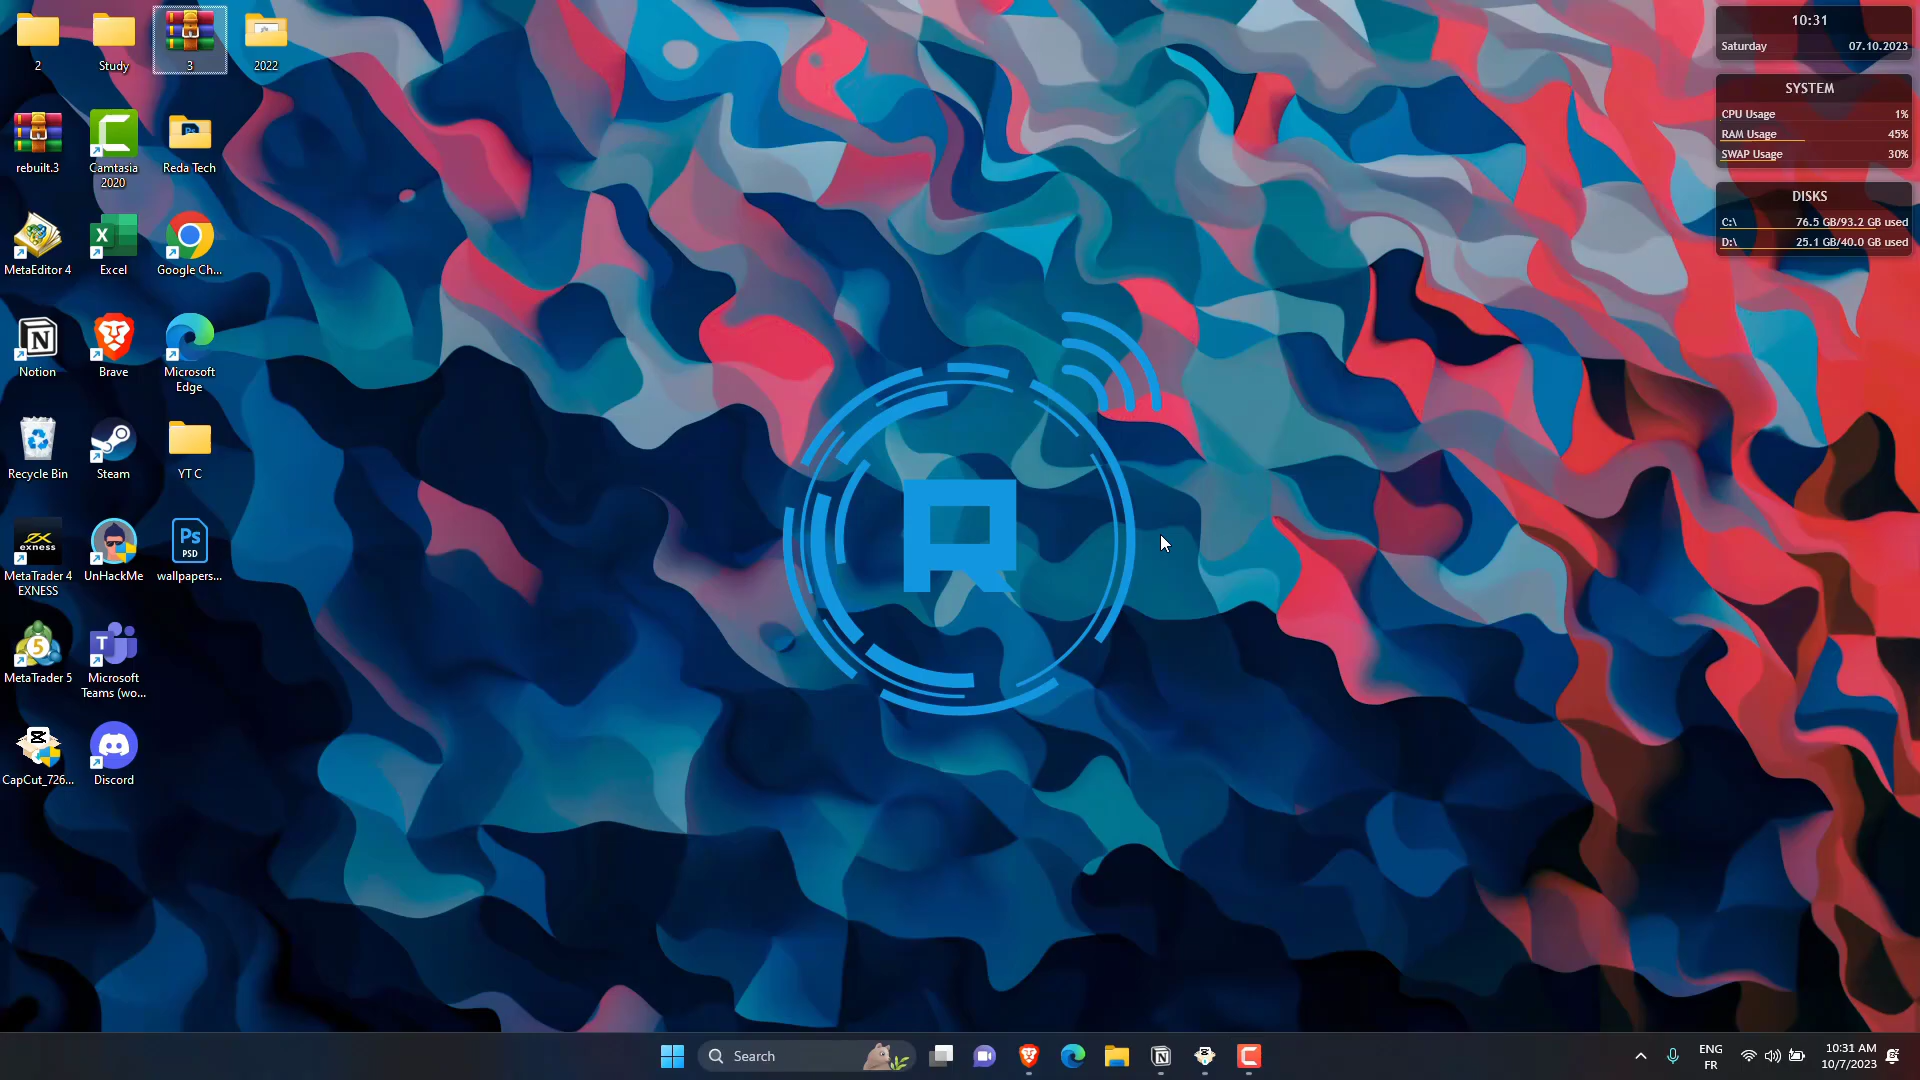 2
Study
3
2022
rebuilt.3
Camtasia
2020
Reda Tech
MetaEditor 4
Excel
Google Ch...
Notion
Brave
Microsoft
Edge
Recycle Bin
Steam
YT C
exness
Ps
PSD
MetaTrader 4
EXNESS
UnHackMe
wallpapers...
MetaTrader 5
Microsoft
Teams (wo...
CapCut_726...
Discord
R
10:31
Saturday 07.10.2023
SYSTEM
CPU Usage 1%
RAM Usage 45%
SWAP Usage 30%
DISKS
C:\ 76.5 GB/93.2 GB used
D:\ 25.1 GB/40.0 GB used
Search
ENG
FR
10:31 AM
10/7/2023